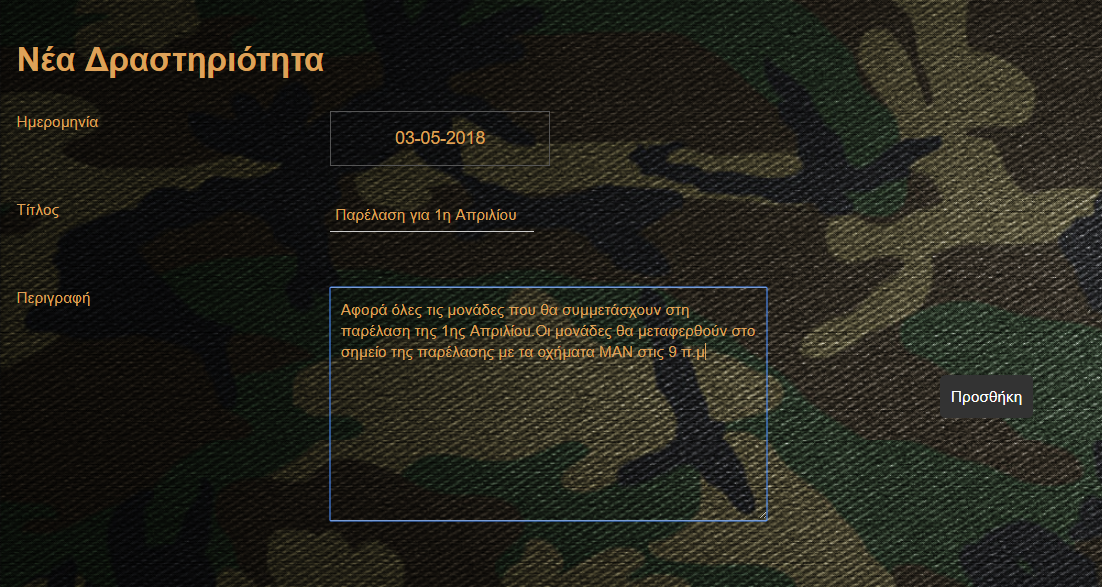 Νέα Δραστηριότητα
Ημερομηνία
03-05-2018
Τίτλος
Παρέλαση για 1η Απριλίου
Περιγραφή
Αφορά όλες τις μονάδες που θα συμμετάσχουν στη
παρέλαση της 1ης Απριλίου.Οι μονάδες θα μεταφερθούν στο
σημείο της παρέλασης με τα οχήματα ΜΑΝ στις 9 π.μ
Προσθήκη